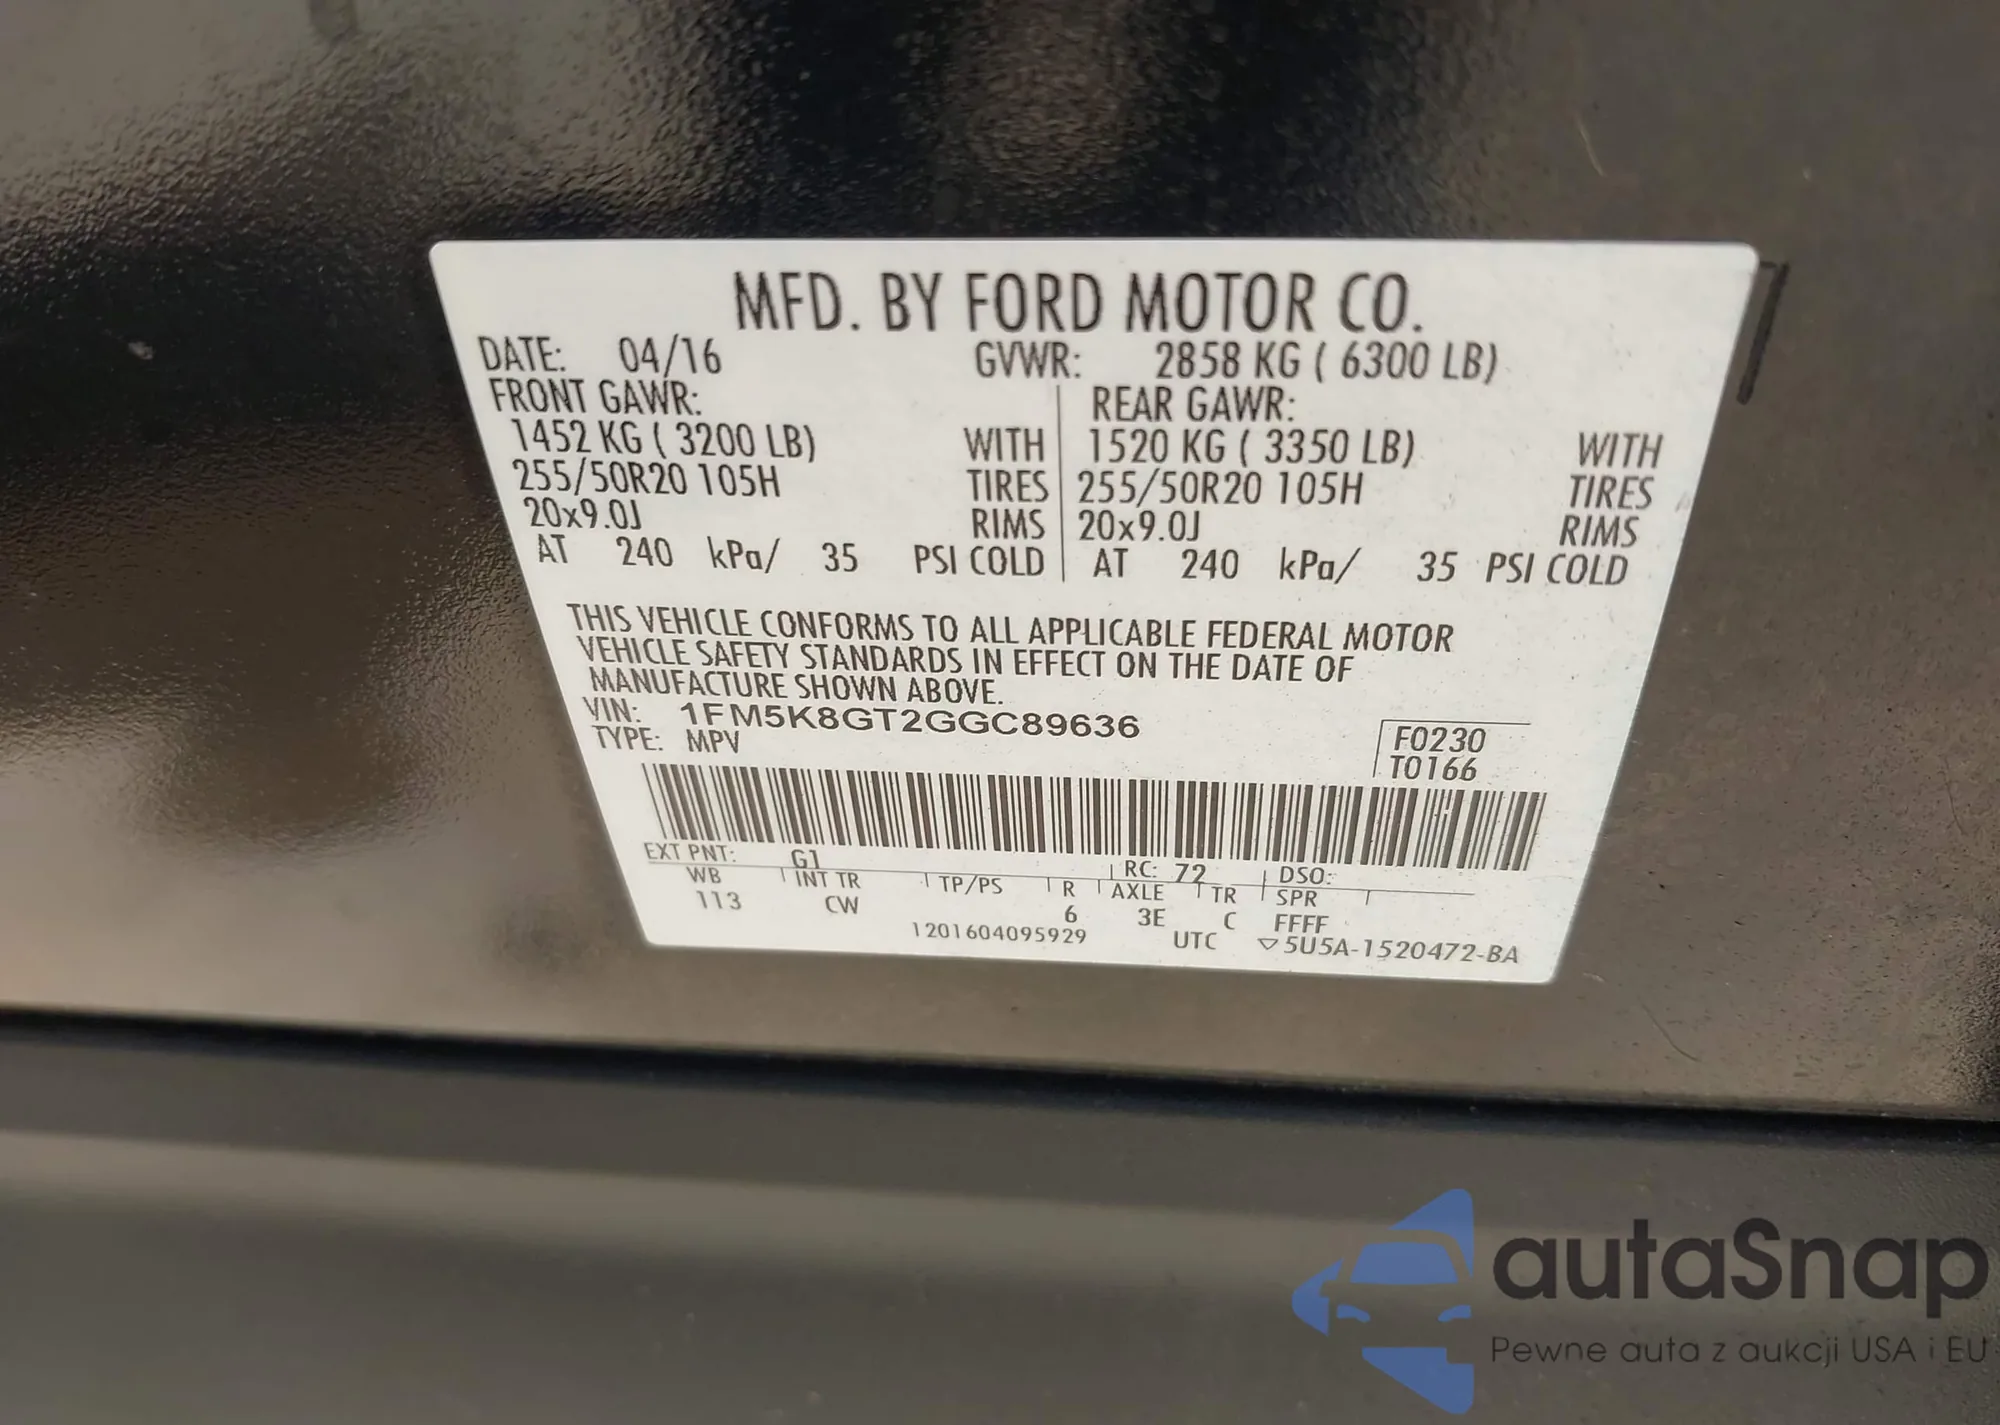 MFD. BY FORD MOTOR CO.
DATE: 04/16 GVWR: 2858 KG ( 6300 LB)
FRONT GAWR: REAR GAWR:
1452 KG ( 3200 LB) WITH 1520 KG ( 3350 LB) WITH
255/50R20 105H TIRES 255/50R20 105H TIRES
20x9.0J RIMS 20x9.0J RIMS
AT 240 kPa/ 35 PSI COLD AT 240 kPa/ 35 PSI COLD
THIS VEHICLE CONFORMS TO ALL APPLICABLE FEDERAL MOTOR
VEHICLE SAFETY STANDARDS IN EFFECT ON THE DATE OF
MANUFACTURE SHOWN ABOVE.
VIN: 1FM5K8GT2GGC89636
TYPE: MPV
F0230
T0166
EXT PNT: G1 RC: 72 DSO:
WB INT TR TP/PS R AXLE TR SPR
113 CW 6 3E C FFFF
1201604095929 UTC ▽5U5A-1520472-BA
autaSnap
Pewne auta z aukcji USA i EU